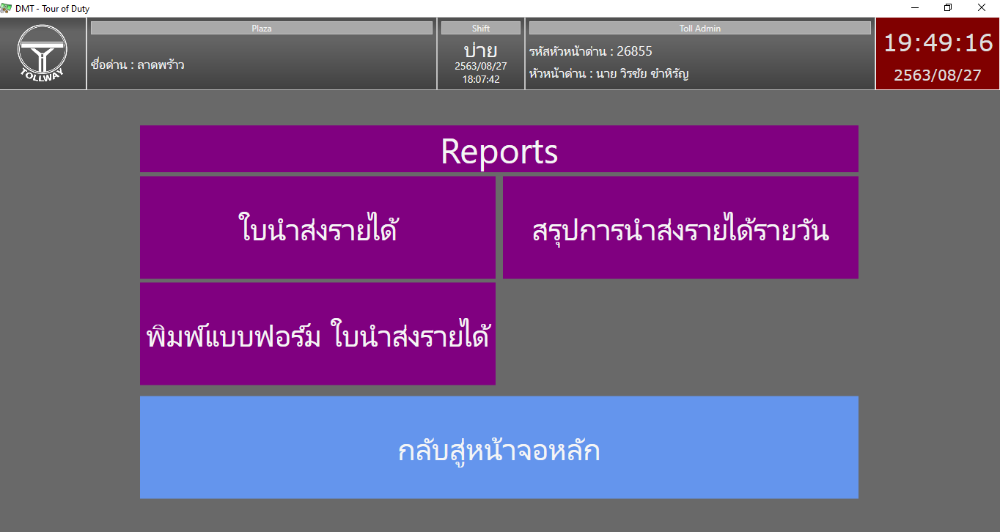 DMT - Tour of Duty
TOLLWAY
Plaza
ชื่อด่าน : ลาดพร้าว
Shift
บ่าย
2563/08/27
18:07:42
Toll Admin
รหัสหัวหน้าด่าน : 26855
หัวหน้าด่าน : นาย วิรชัย ขำหิรัญ
19:49:16
2563/08/27
Reports
ใบนำส่งรายได้
สรุปการนำส่งรายได้รายวัน
พิมพ์แบบฟอร์ม ใบนำส่งรายได้
กลับสู่หน้าจอหลัก